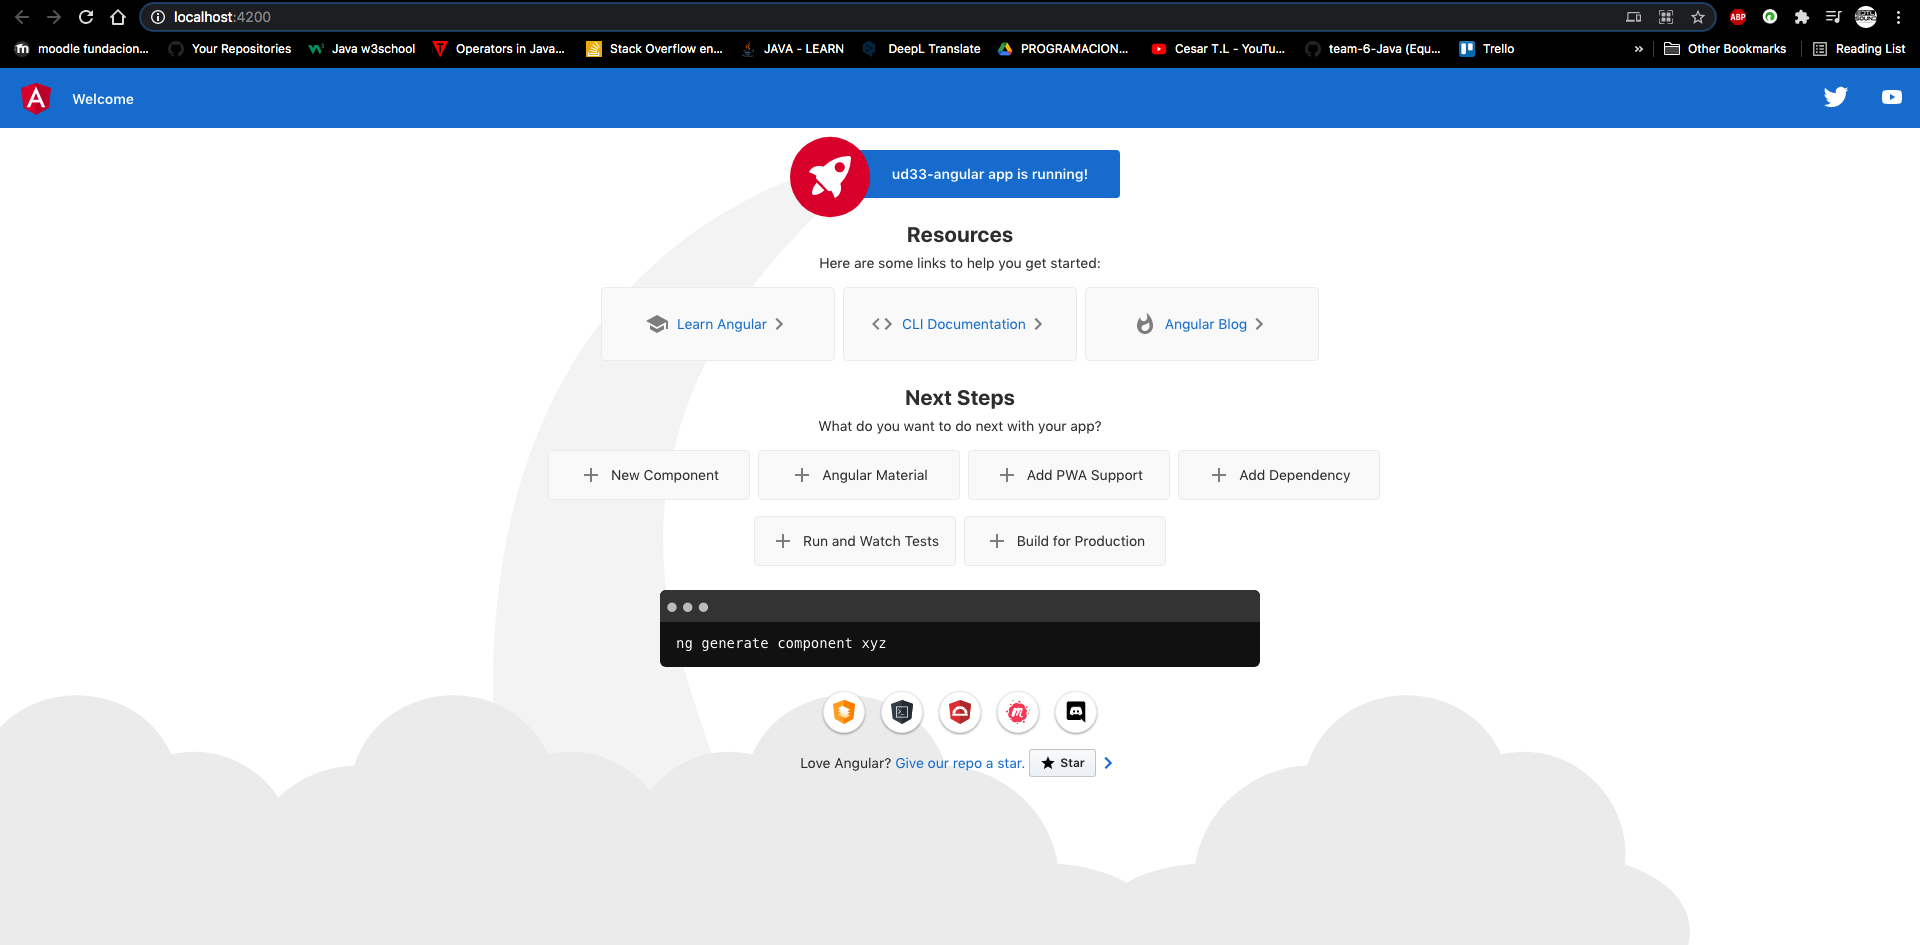 localhost:4200
ABP
moodle fundacion...
Your Repositories
Java w3school
Operators in Java...
Stack Overflow en...
JAVA - LEARN
DeepL Translate
PROGRAMACION...
Cesar T.L - YouTu...
team-6-Java (Equ...
Trello
»
Other Bookmarks
Reading List
Welcome
ud33-angular app is running!
Resources
Here are some links to help you get started:
Learn Angular
CLI Documentation
Angular Blog
Next Steps
What do you want to do next with your app?
New Component
Angular Material
Add PWA Support
Add Dependency
Run and Watch Tests
Build for Production
ng generate component xyz
Love Angular? Give our repo a star. Star